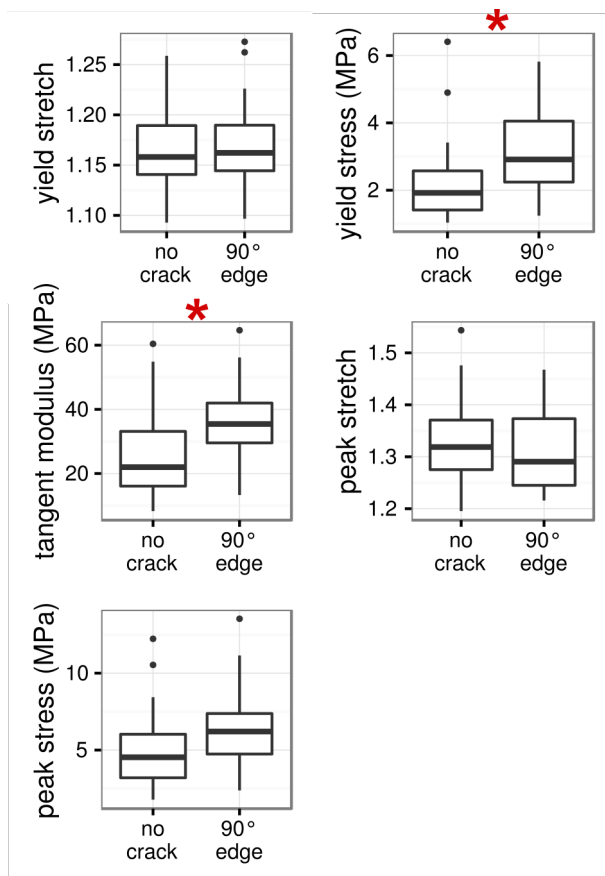 yield stretch
1.25
1.20
1.15
1.10
no
crack
90°
edge
*
yield stress (MPa)
6
4
2
no
crack
90°
edge
*
tangent modulus (MPa)
60
40
20
no
crack
90°
edge
peak stretch
1.5
1.4
1.3
1.2
no
crack
90°
edge
peak stress (MPa)
10
5
no
crack
90°
edge